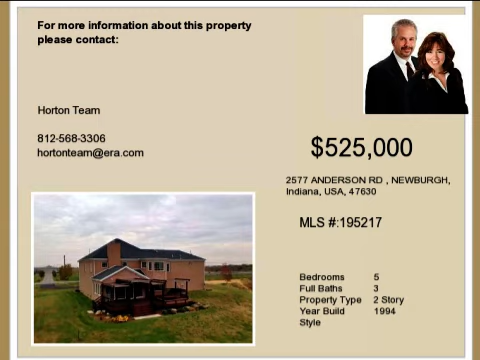 For more information about this property
please contact:
Horton Team
812-568-3306
hortonteam@era.com
$525,000
2577 ANDERSON RD , NEWBURGH,
Indiana, USA, 47630
MLS #:195217
Bedrooms 5
Full Baths 3
Property Type 2 Story
Year Build 1994
Style